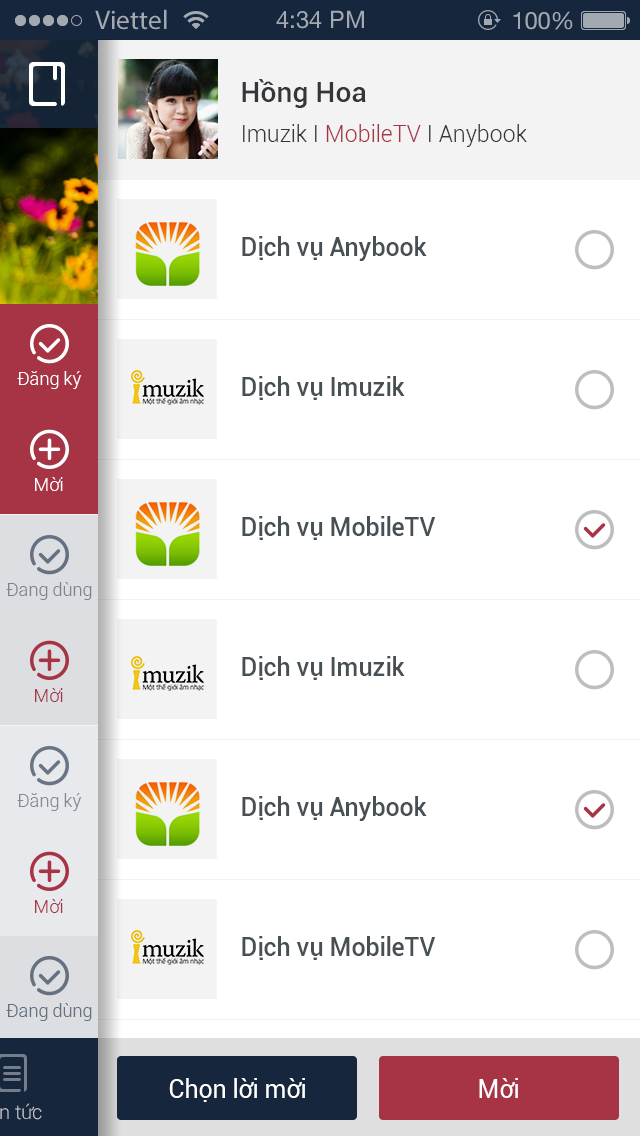 Viettel 4:34 PM 100%
Hồng Hoa
Imuzik I MobileTV I Anybook
Dịch vụ Anybook
imuzik
Một thế giới âm nhạc
Dịch vụ Imuzik
Dịch vụ MobileTV
imuzik
Một thế giới âm nhạc
Dịch vụ Imuzik
Dịch vụ Anybook
imuzik
Một thế giới âm nhạc
Dịch vụ MobileTV
Chọn lời mời
Mời
Đăng ký
Mời
Đang dùng
Mời
Đăng ký
Mời
Đang dùng
n tức